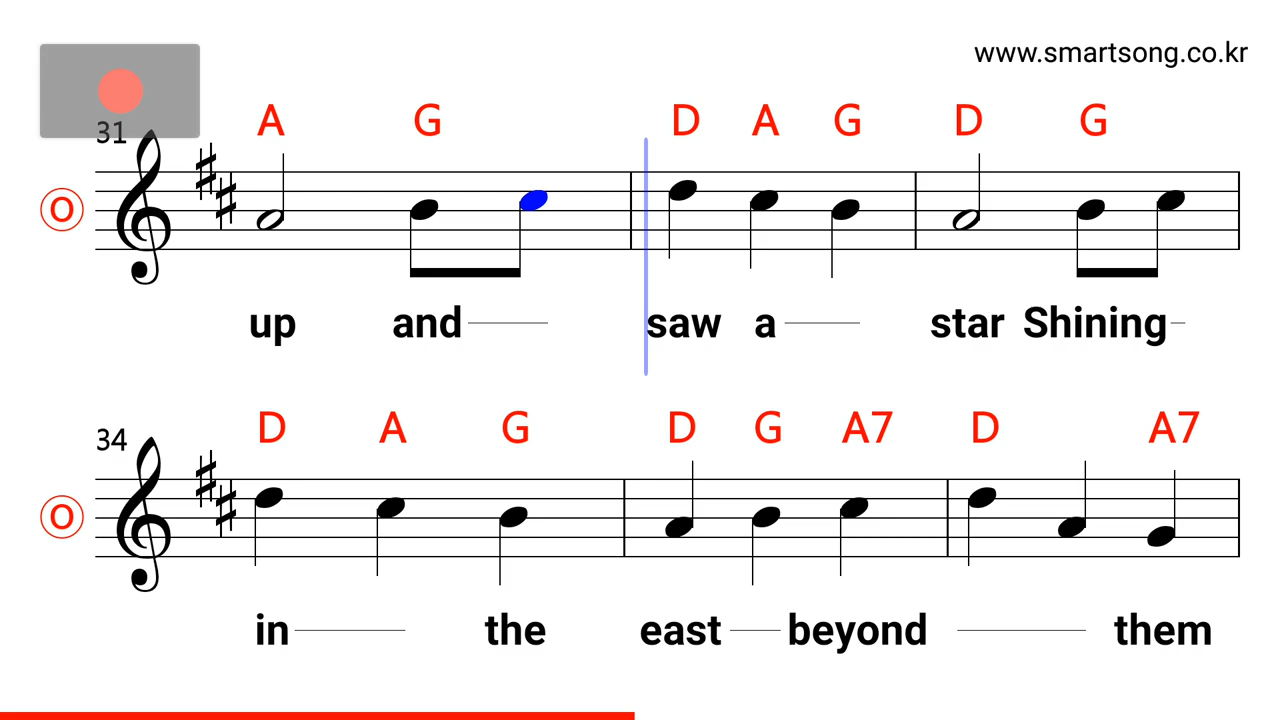 www.smartsong.co.kr
31 A G D A G D G
O
up and saw a star Shining
34 D A G D G A7 D A7
O
in the east beyond them